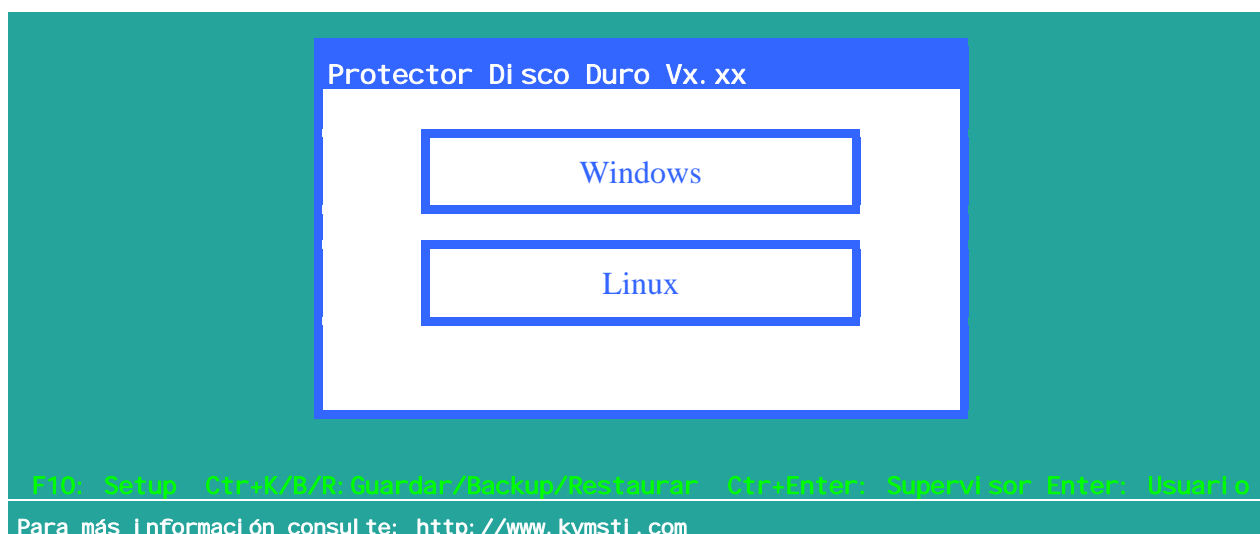 Protector Disco Duro Vx.xx
Windows
Linux
F10: Setup Ctr+K/B/R:Guardar/Backup/Restaurar Ctr+Enter: Supervisor Enter: Usuario
Para más información consulte: http://www.kvmsti.com